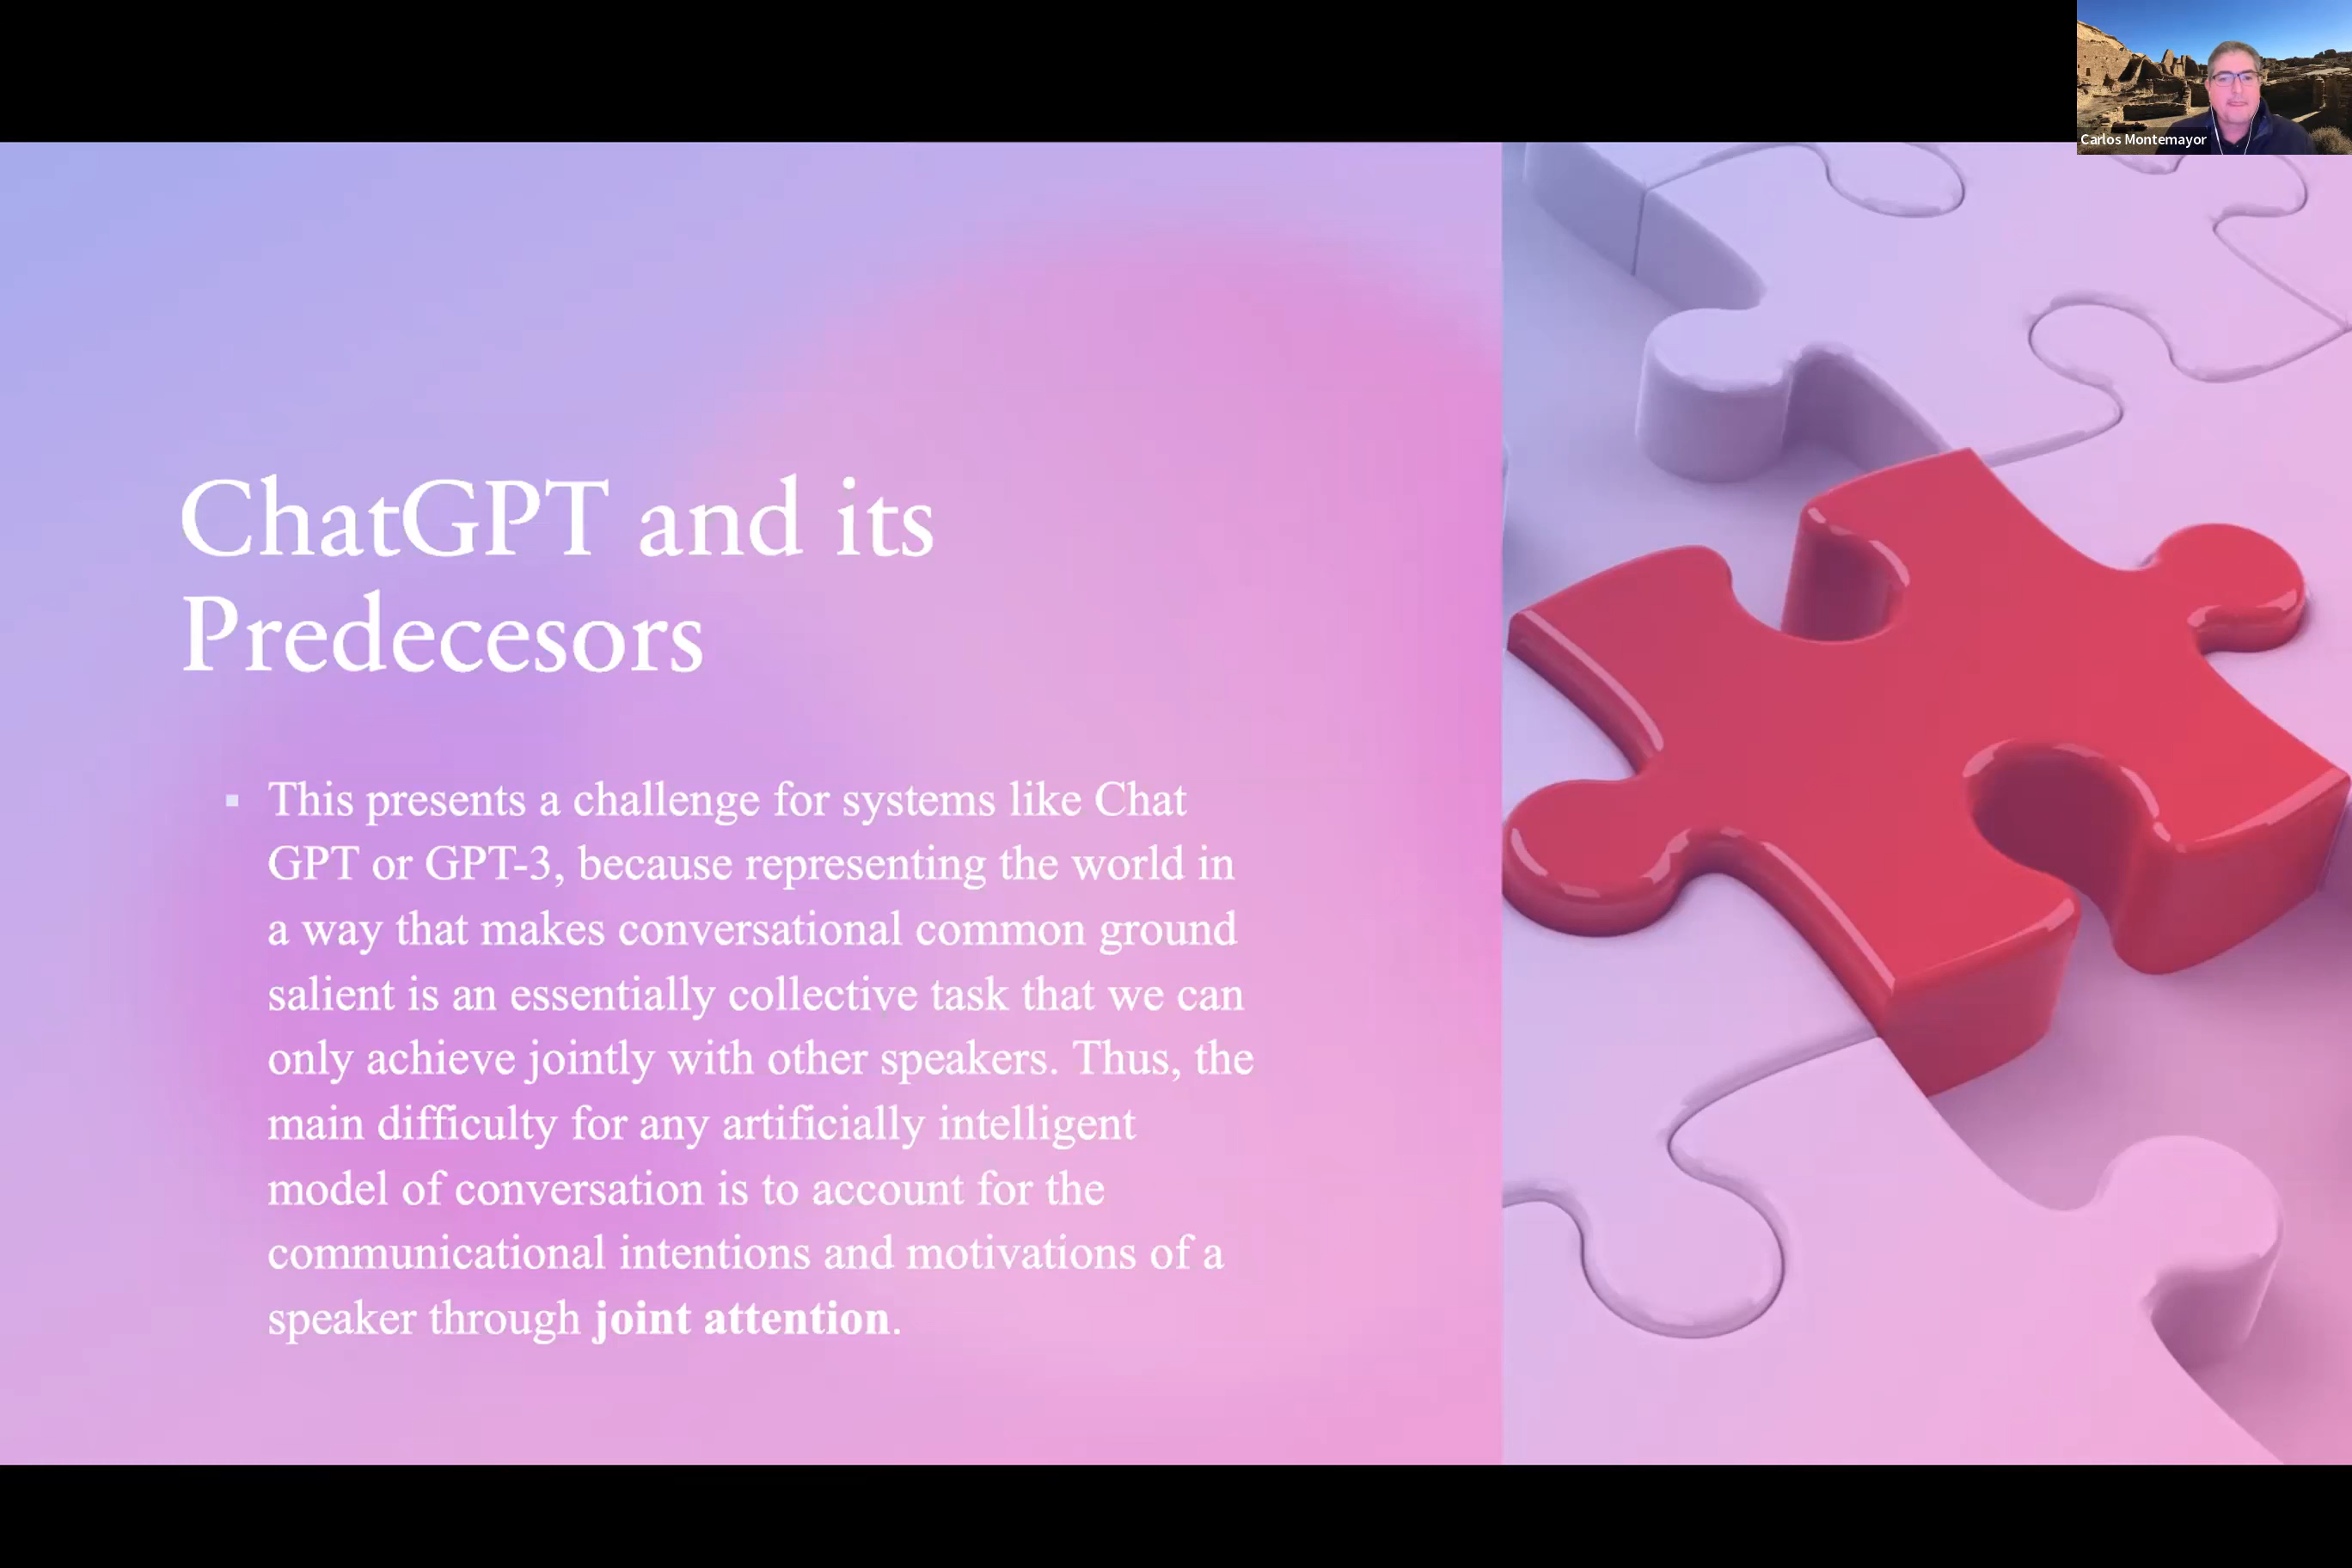 Carlos Montemayor
ChatGPT and its
Predecesors
This presents a challenge for systems like Chat
GPT or GPT-3, because representing the world in
a way that makes conversational common ground
salient is an essentially collective task that we can
only achieve jointly with other speakers. Thus, the
main difficulty for any artificially intelligent
model of conversation is to account for the
communicational intentions and motivations of a
speaker through joint attention.